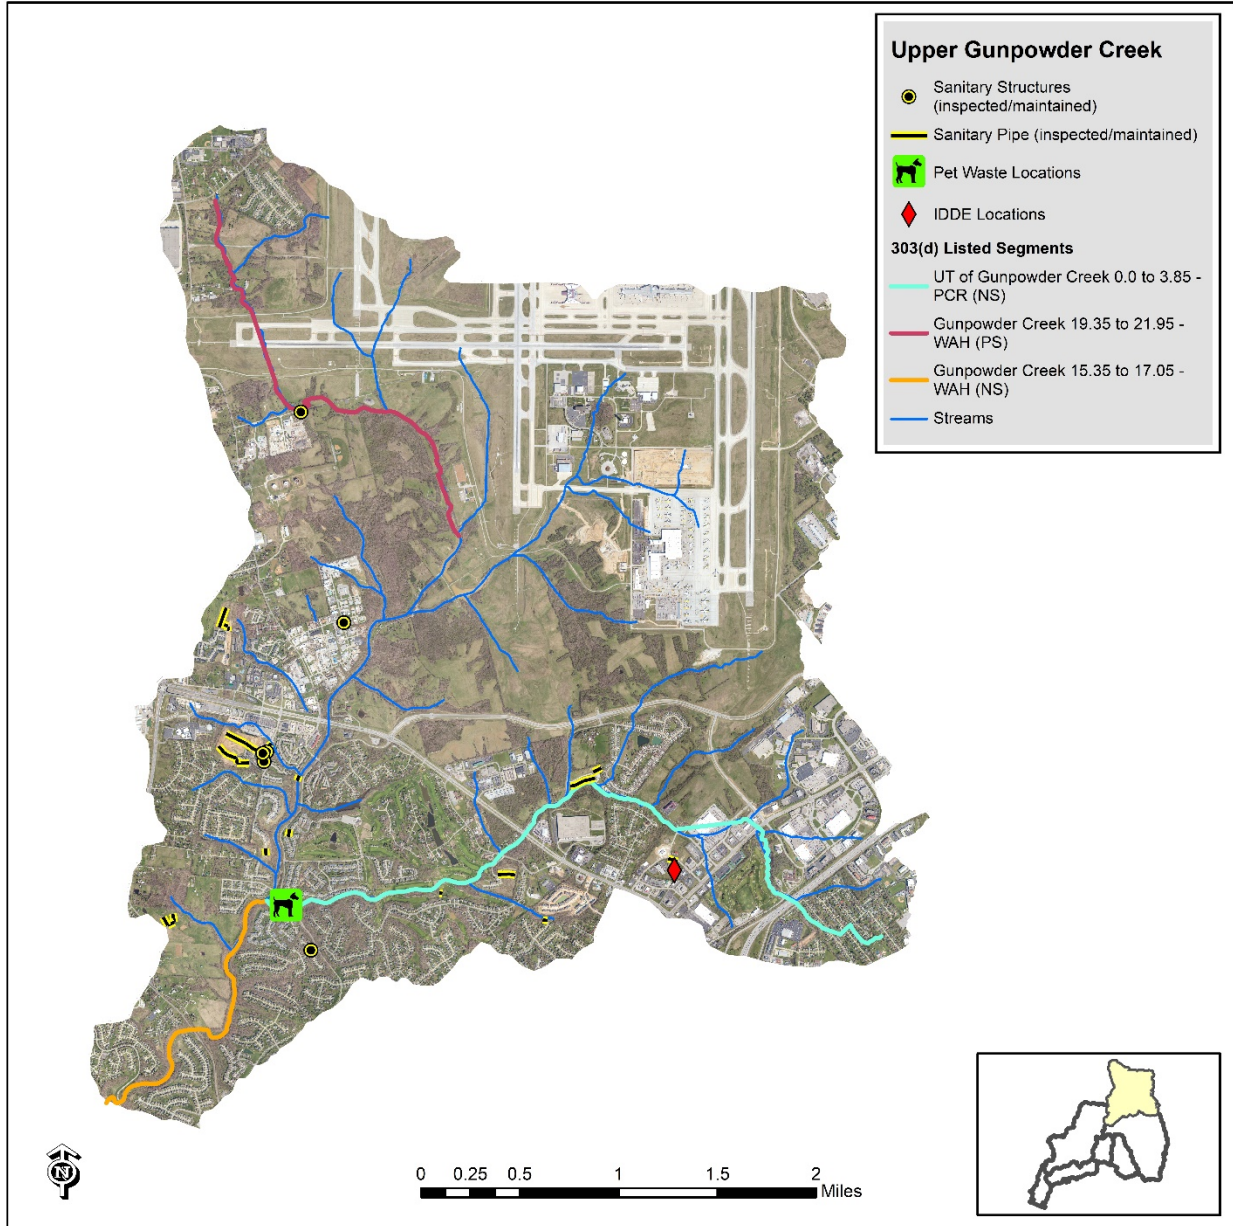 Upper Gunpowder Creek
Sanitary Structures
(inspected/maintained)
Sanitary Pipe (inspected/maintained)
Pet Waste Locations
IDDE Locations
303(d) Listed Segments
UT of Gunpowder Creek 0.0 to 3.85 -
PCR (NS)
Gunpowder Creek 19.35 to 21.95 -
WAH (PS)
Gunpowder Creek 15.35 to 17.05 -
WAH (NS)
Streams
N
0 0.25 0.5 1 1.5 2
Miles